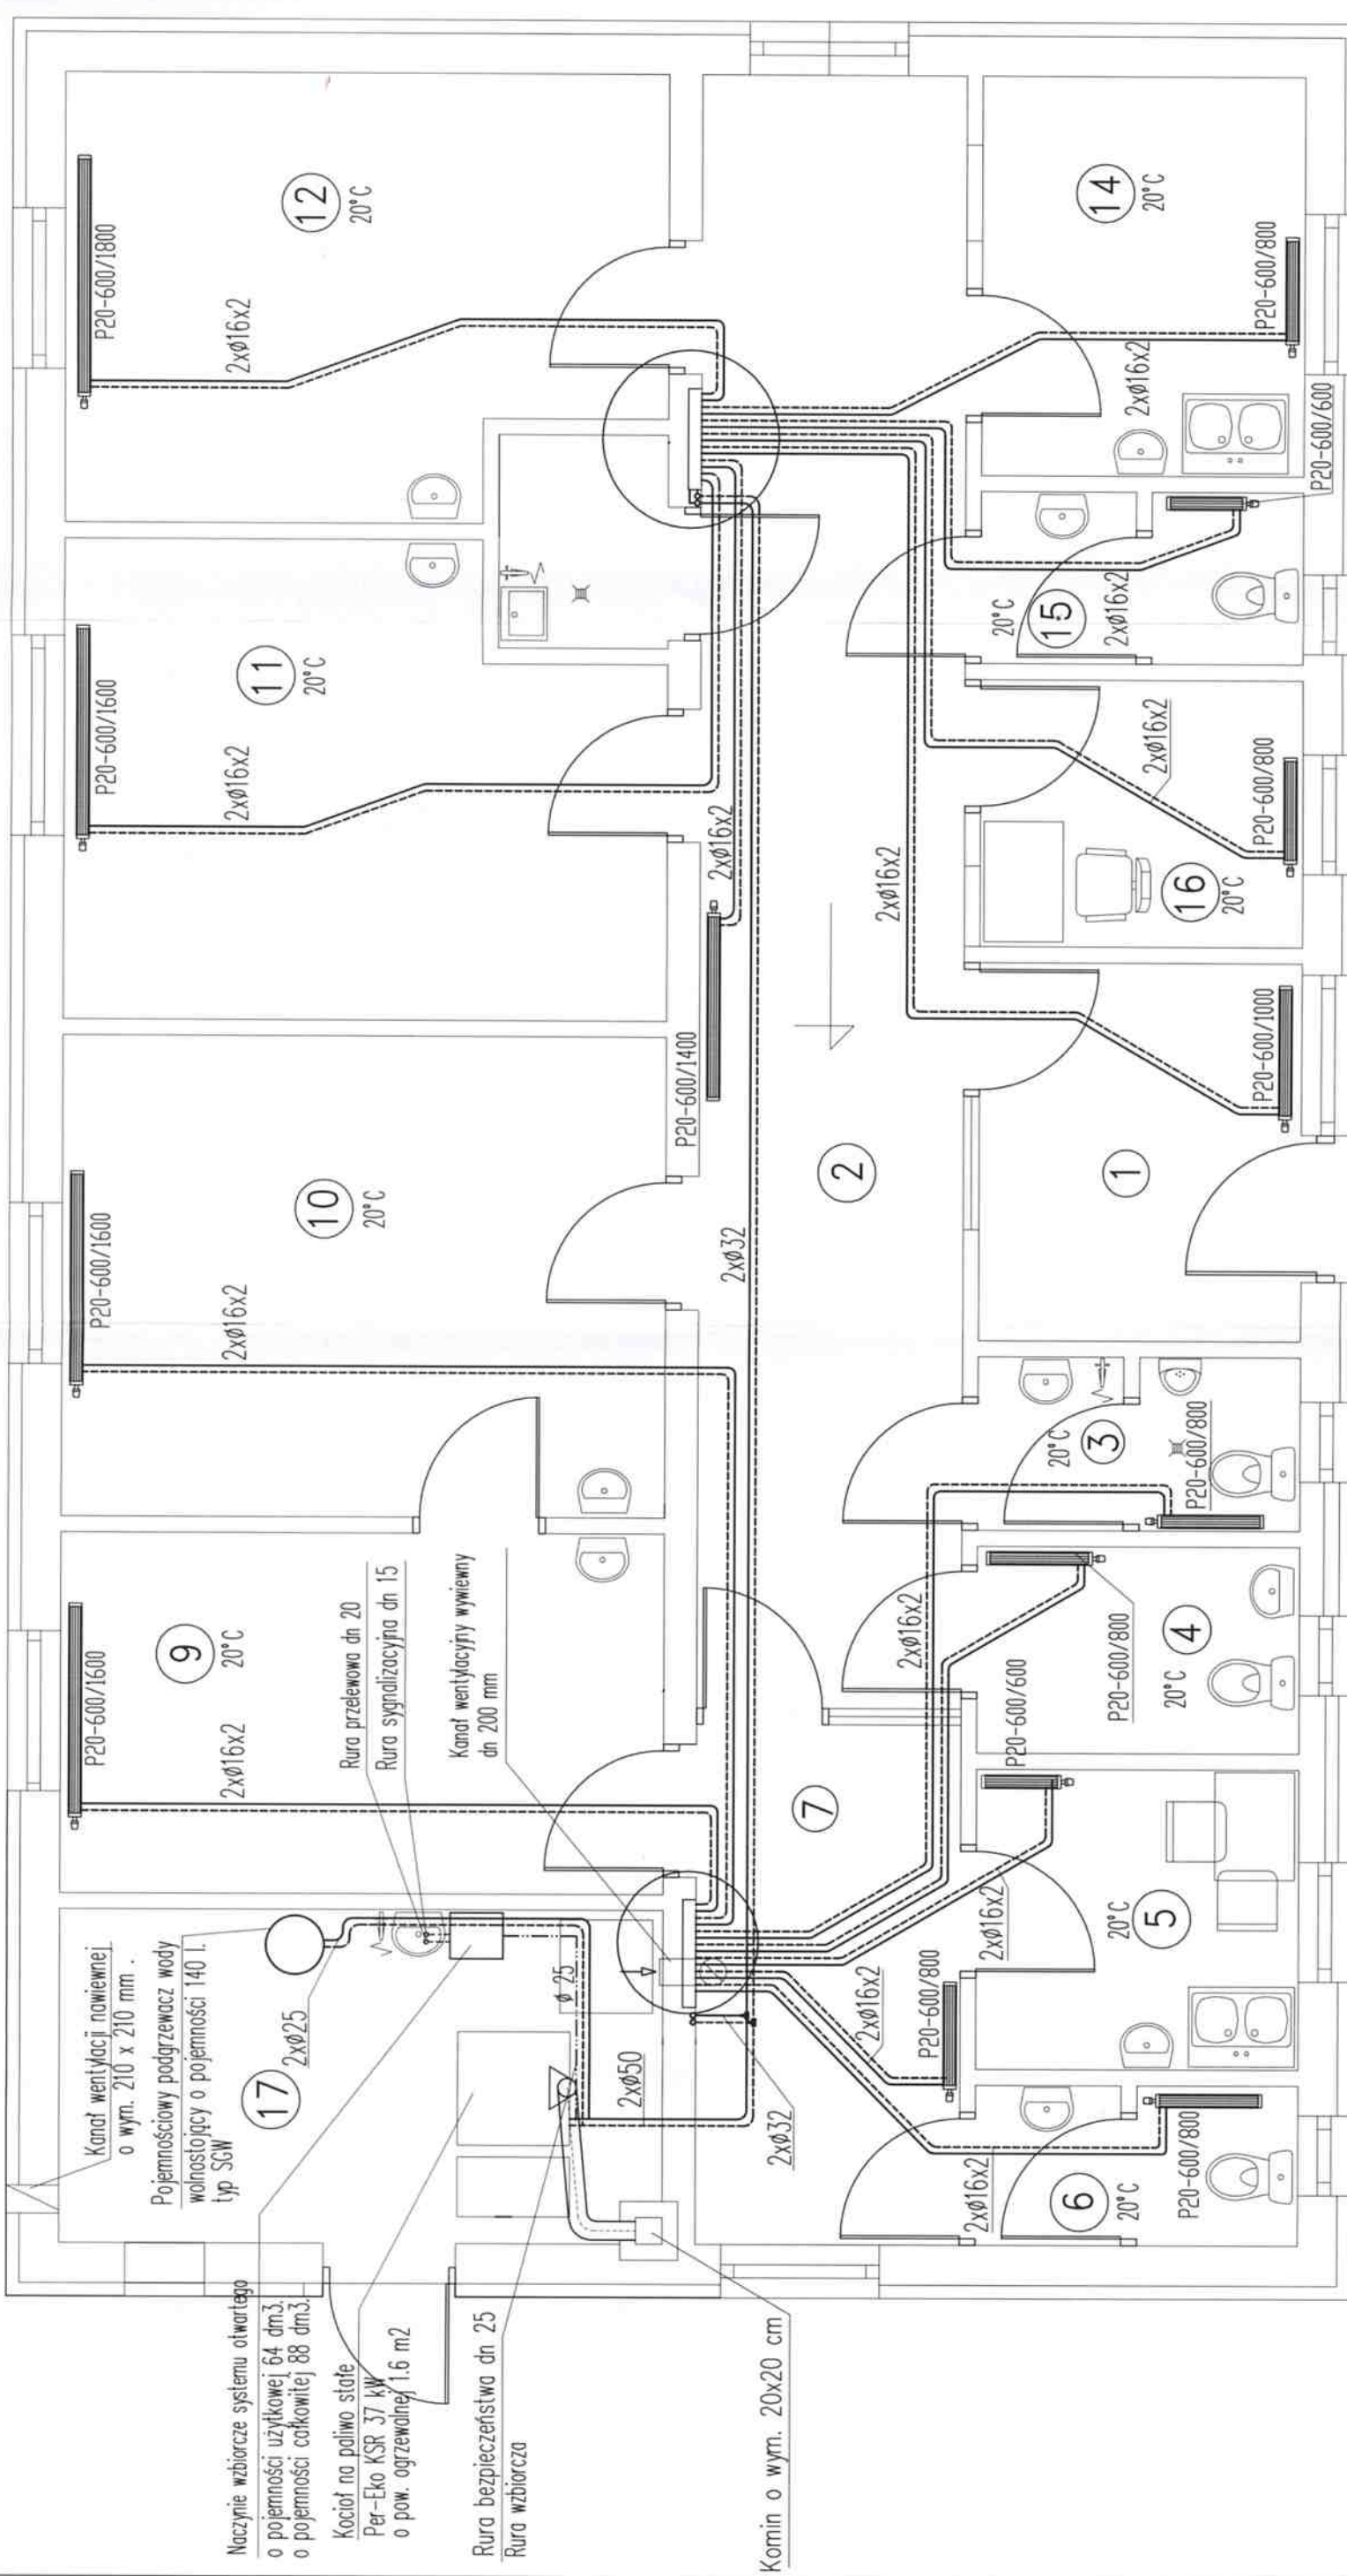 Naczynie wzbiorcze systemu otwartego
o pojemności użytkowej 64 dm3.
o pojemności całkowitej 88 dm3.
Kocioł na paliwo stałe
Per-Eko KSR 37 kW
o pow. ogrzewalnej 1.6 m2
Rura bezpieczeństwa dn 25
Rura wzbiorcza
Komin o wym. 20x20 cm
Kanał wentylacji nawiewnej
o wym. 210 x 210 mm .
Pojemnościowy podgrzewacz wody
wolnostojący o pojemności 140 l.
typ SGW
17
2xø25
ø 25
2xø50
2xø32
Rura przelewowa dn 20
Rura sygnalizacyjna dn 15
Kanał wentylacyjny wywiewny
dn 200 mm
P20-600/1600
2xø16x2
9
20°C
P20-600/1600
2xø16x2
10
20°C
P20-600/1600
2xø16x2
11
20°C
P20-600/1800
2xø16x2
12
20°C
P20-600/1400
2xø16x2
2xø32
2
7
2xø16x2
2xø16x2
6
20°C
P20-600/800
2xø16x2
P20-600/800
2xø16x2
20°C
5
P20-600/600
2xø16x2
P20-600/800
20°C
4
20°C
3
P20-600/800
1
P20-600/1000
16
20°C
2xø16x2
P20-600/800
20°C
15
2xø16x2
P20-600/600
2xø16x2
P20-600/800
14
20°C